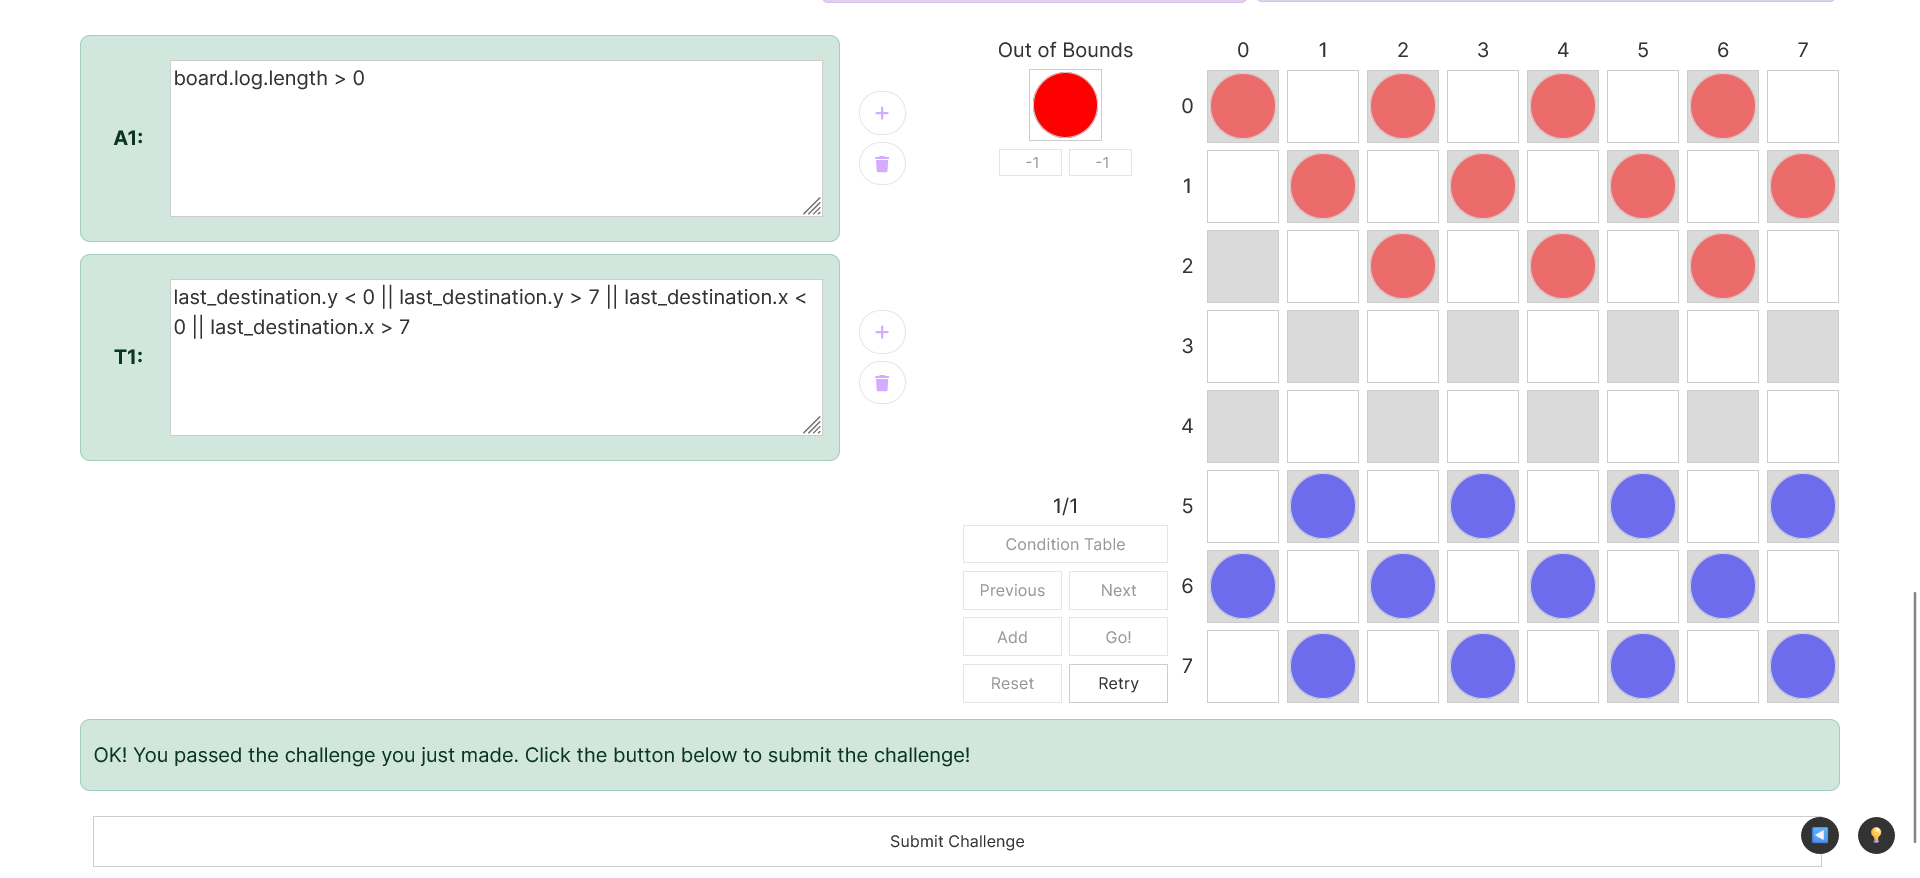 A1:
board.log.length > 0
T1:
last_destination.y < 0 || last_destination.y > 7 || last_destination.x <
0 || last_destination.x > 7
Out of Bounds
-1 -1
1/1
Condition Table
Previous Next
Add Go!
Reset Retry
0 1 2 3 4 5 6 7
0
1
2
3
4
5
6
7
OK! You passed the challenge you just made. Click the button below to submit the challenge!
Submit Challenge